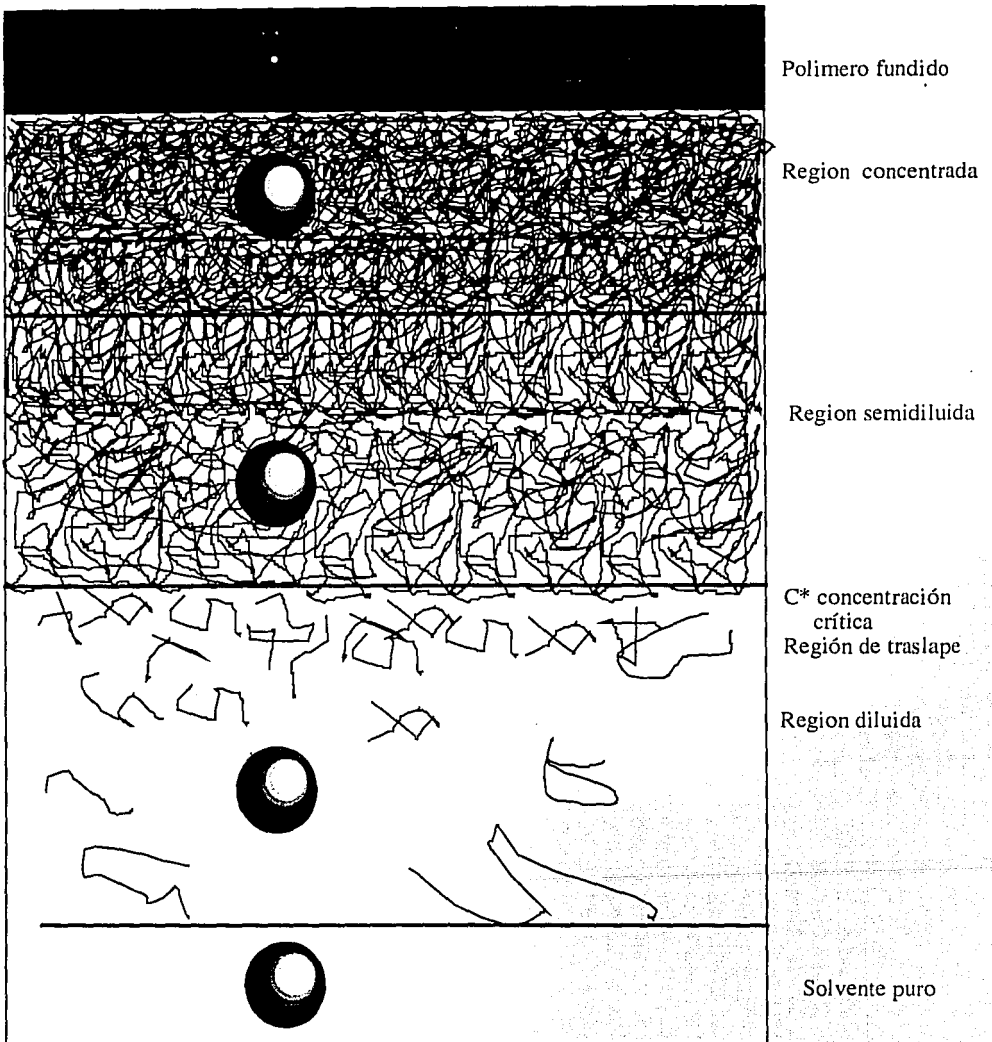 Polimero fundido
Region concentrada
Region semidiluida
C* concentración
crítica
Región de traslape
Region diluida
Solvente puro